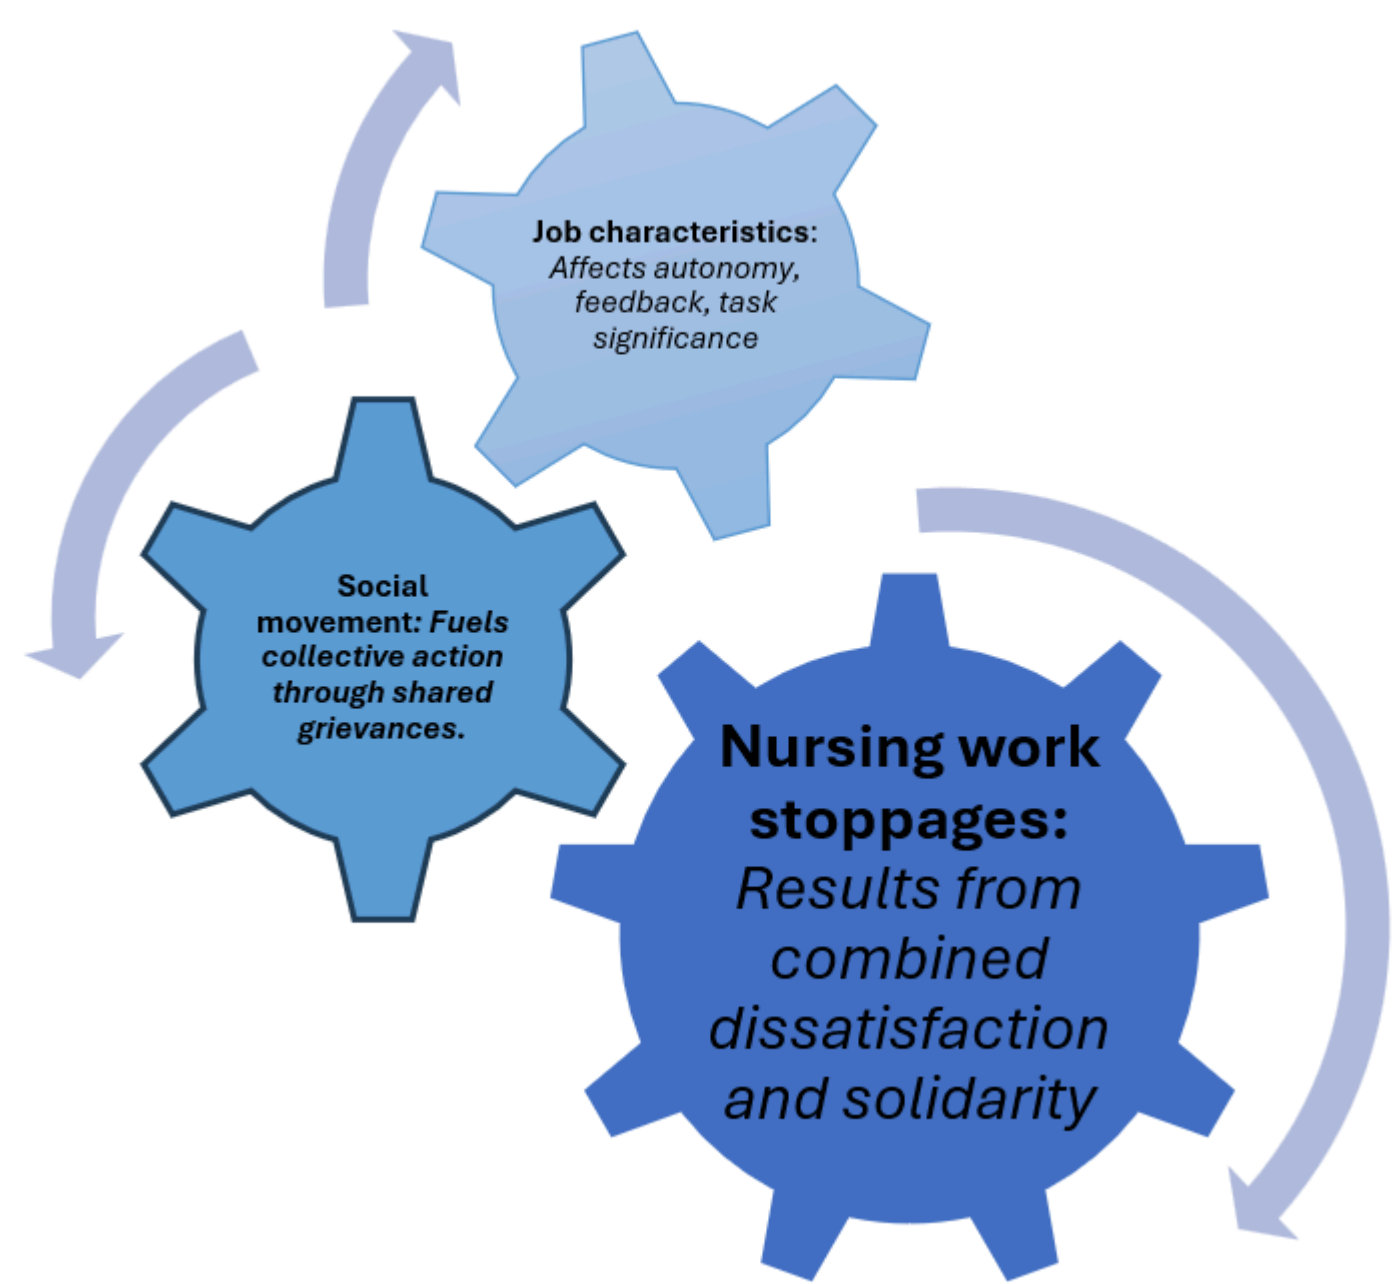 Job characteristics:
Affects autonomy,
feedback, task
significance
Social
movement: Fuels
collective action
through shared
grievances.
Nursing work
stoppages:
Results from
combined
dissatisfaction
and solidarity